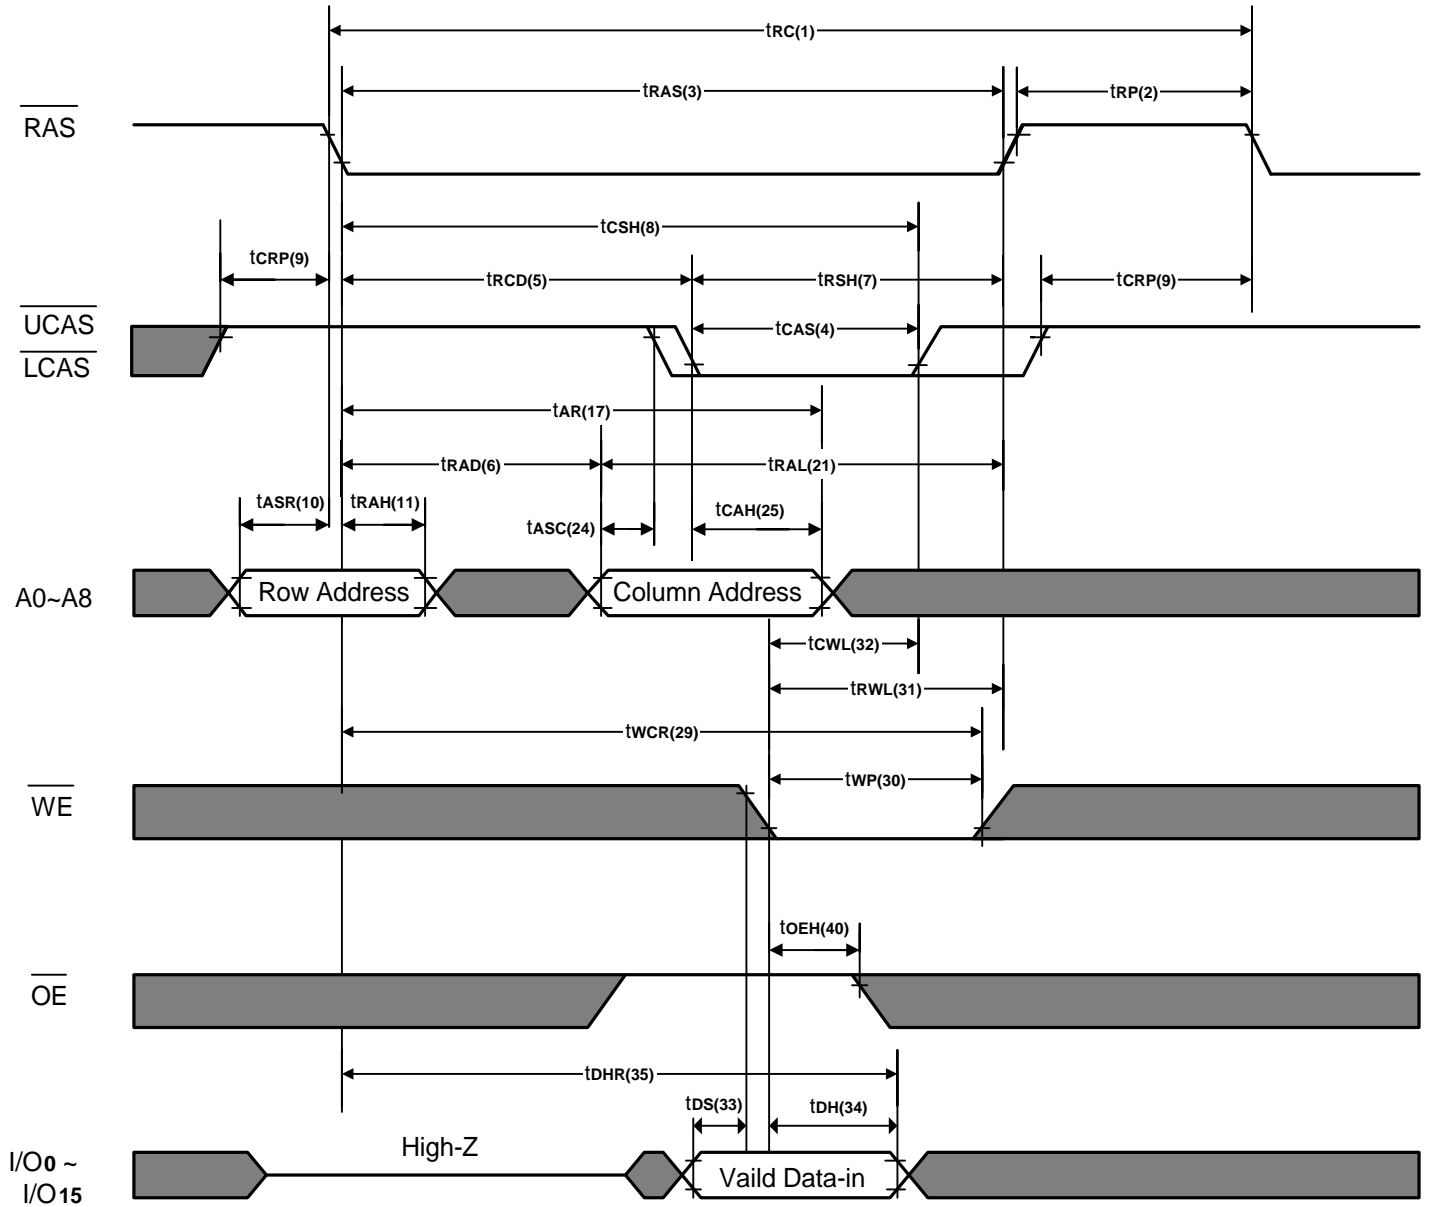 tRC(1)
tRAS(3)
tRP(2)
RAS
tCSH(8)
tCRP(9)
tRCD(5)
tRSH(7)
tCRP(9)
UCAS
tCAS(4)
LCAS
tAR(17)
tRAD(6)
tRAL(21)
tASR(10)
tRAH(11)
tASC(24)
tCAH(25)
A0~A8
Row Address
Column Address
tCWL(32)
tRWL(31)
tWCR(29)
tWP(30)
WE
tOEH(40)
OE
tDHR(35)
tDS(33)
tDH(34)
High-Z
I/O0 ~
I/O15
Vaild Data-in